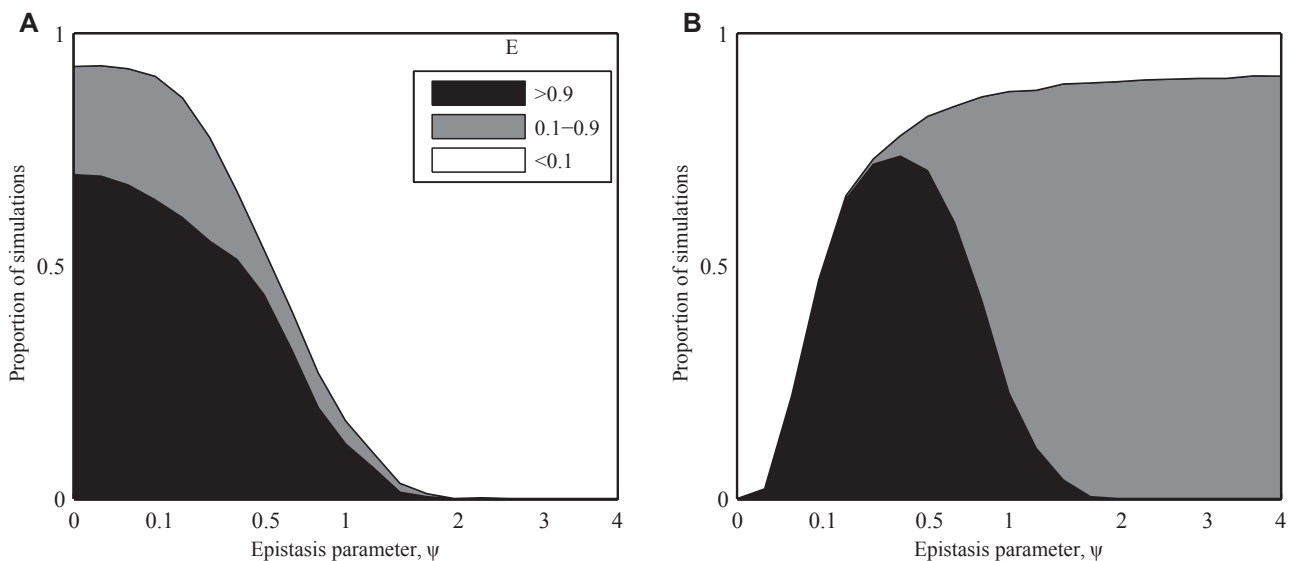 A
1
0.5
0
Proportion of simulations
E
>0.9
0.1−0.9
<0.1
0 0.1 0.5 1 2 3 4
Epistasis parameter, ψ
B
1
0.5
0
Proportion of simulations
0 0.1 0.5 1 2 3 4
Epistasis parameter, ψ